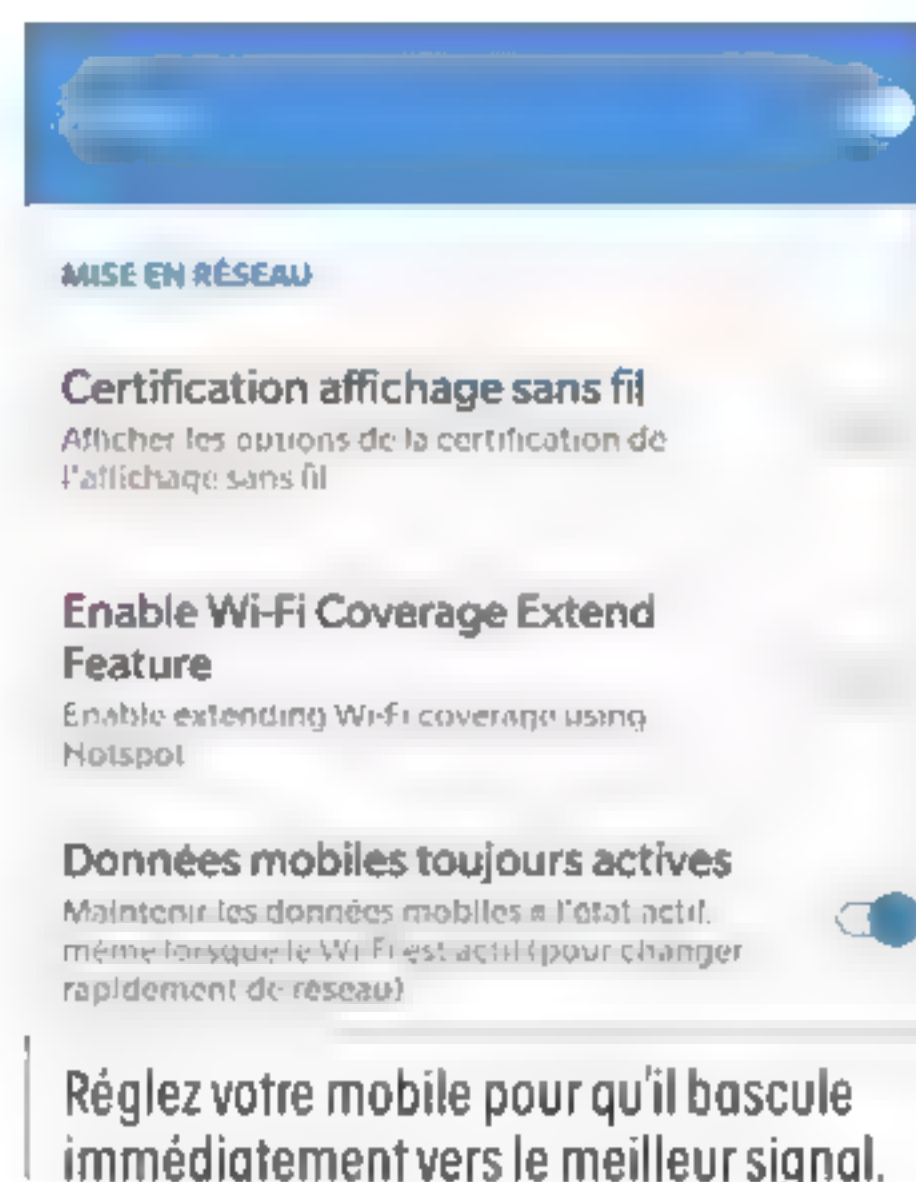 MISE EN RÉSEAU
Certification affichage sans fil
Afficher les options de la certification de
l'affichage sans fil
Enable Wi-Fi Coverage Extend
Feature
Enable extending Wi-Fi coverage using
Hotspot
Données mobiles toujours actives
Maintenir les données mobiles à l'état actif,
même lorsque le Wi-Fi est actif (pour changer
rapidement de réseau)
Réglez votre mobile pour qu'il bascule
immédiatement vers le meilleur signal.